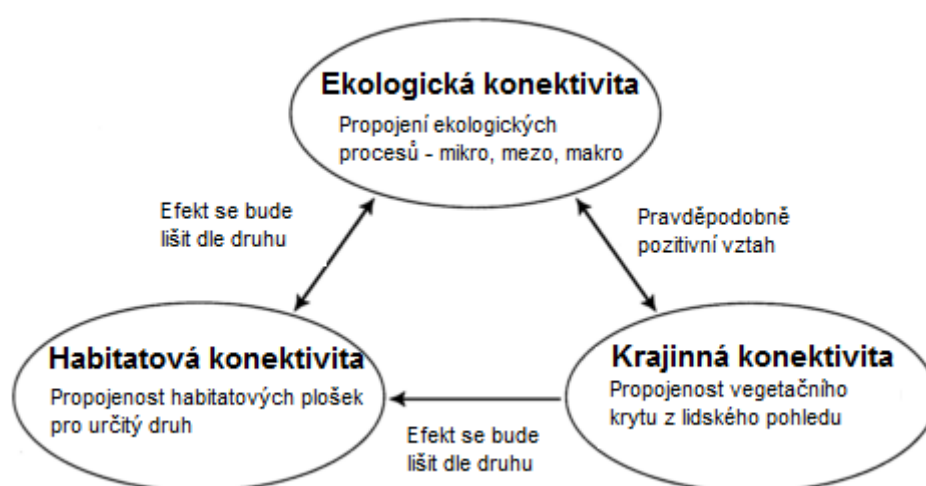 Ekologická konektivita
Propojení ekologických
procesů - mikro, mezo, makro
Efekt se bude
lišit dle druhu
Pravděpodobně
pozitivní vztah
Habitatová konektivita
Propojenost habitatových plošek
pro určitý druh
Krajinná konektivita
Propojenost vegetačního
krytu z lidského pohledu
Efekt se bude
lišit dle druhu